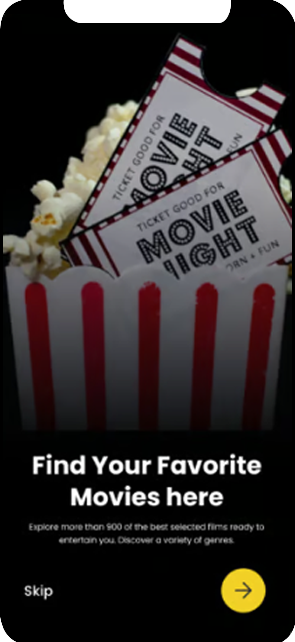 TICKET GOOD FOR
MOVIE
TICKET GOOD FOR
MOVIE
NIGHT
FUN
Find Your Favorite
Movies here
Explore more than 900 of the best selected films ready to
entertain you. Discover a variety of genres.
Skip